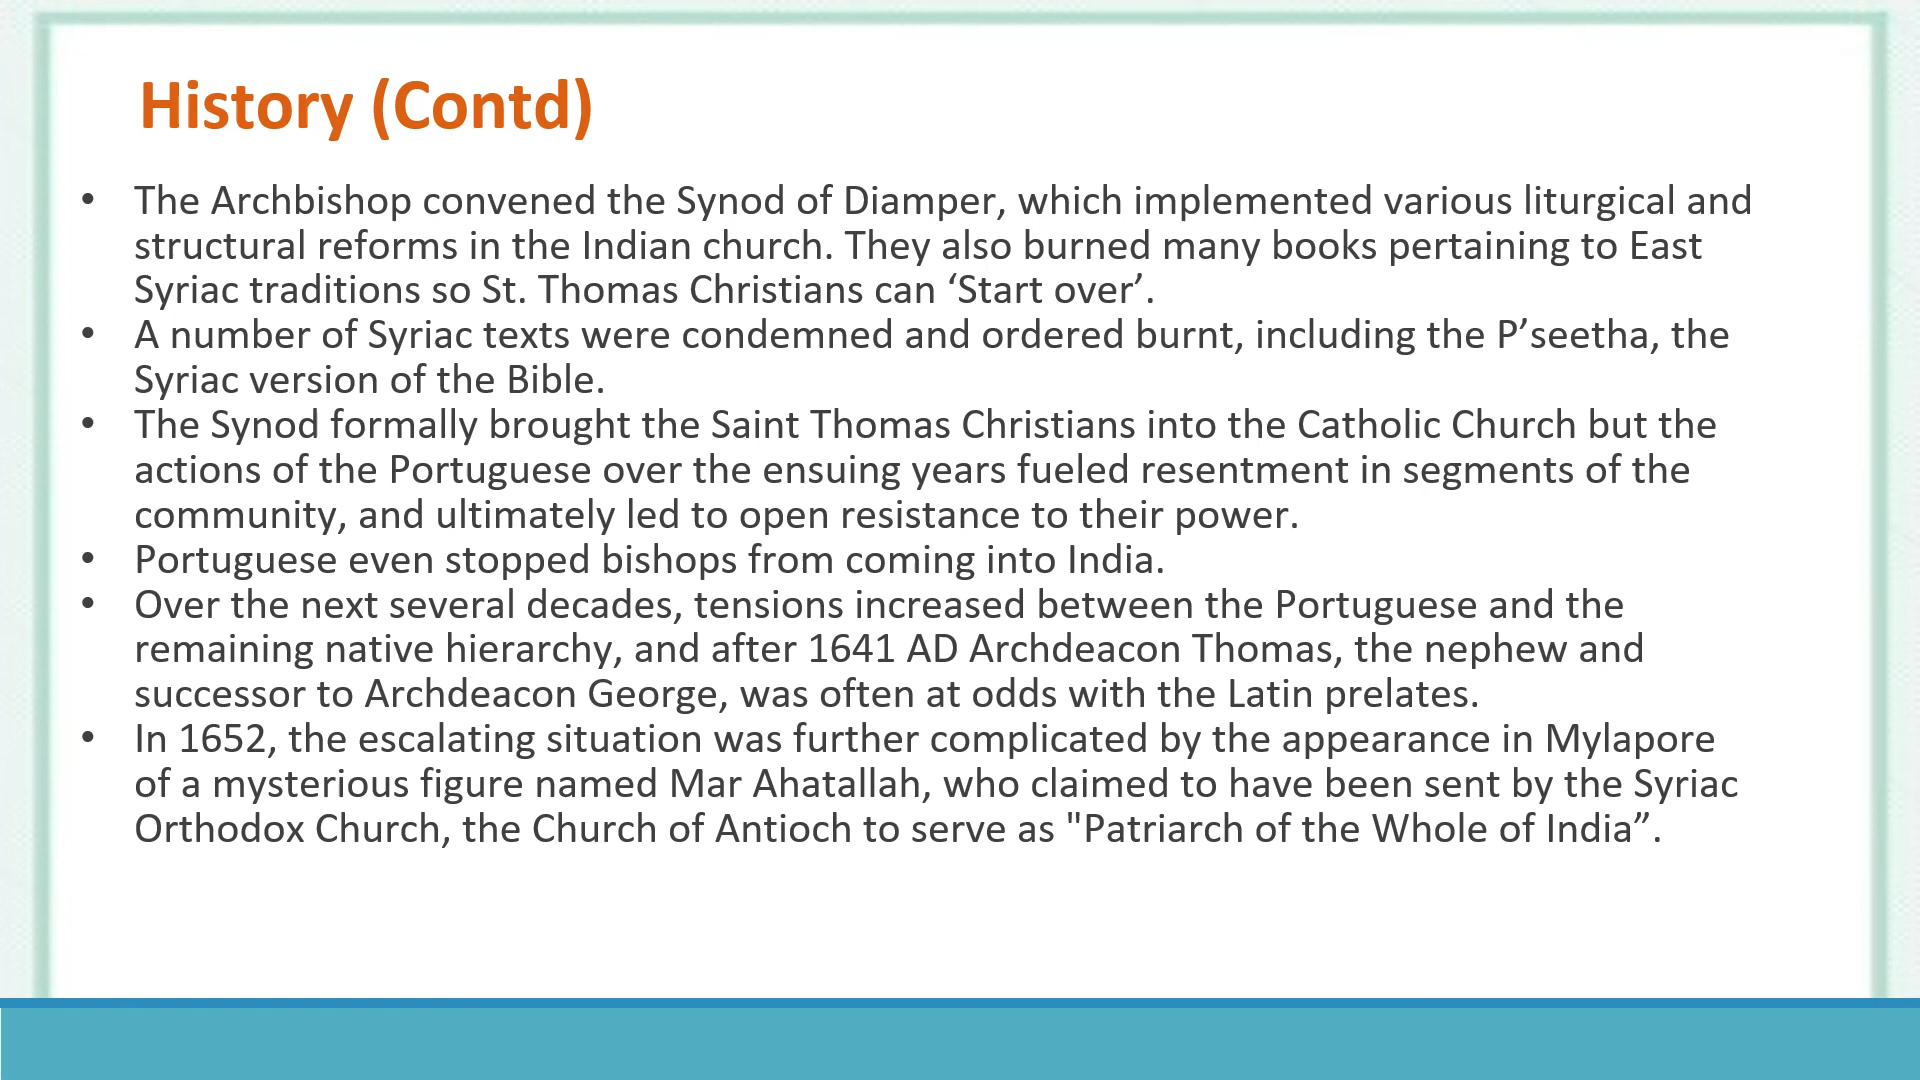 History (Contd)
• The Archbishop convened the Synod of Diamper, which implemented various liturgical and
structural reforms in the Indian church. They also burned many books pertaining to East
Syriac traditions so St. Thomas Christians can ‘Start over’.
• A number of Syriac texts were condemned and ordered burnt, including the P’seetha, the
Syriac version of the Bible.
• The Synod formally brought the Saint Thomas Christians into the Catholic Church but the
actions of the Portuguese over the ensuing years fueled resentment in segments of the
community, and ultimately led to open resistance to their power.
• Portuguese even stopped bishops from coming into India.
• Over the next several decades, tensions increased between the Portuguese and the
remaining native hierarchy, and after 1641 AD Archdeacon Thomas, the nephew and
successor to Archdeacon George, was often at odds with the Latin prelates.
• In 1652, the escalating situation was further complicated by the appearance in Mylapore
of a mysterious figure named Mar Ahatallah, who claimed to have been sent by the Syriac
Orthodox Church, the Church of Antioch to serve as "Patriarch of the Whole of India”.